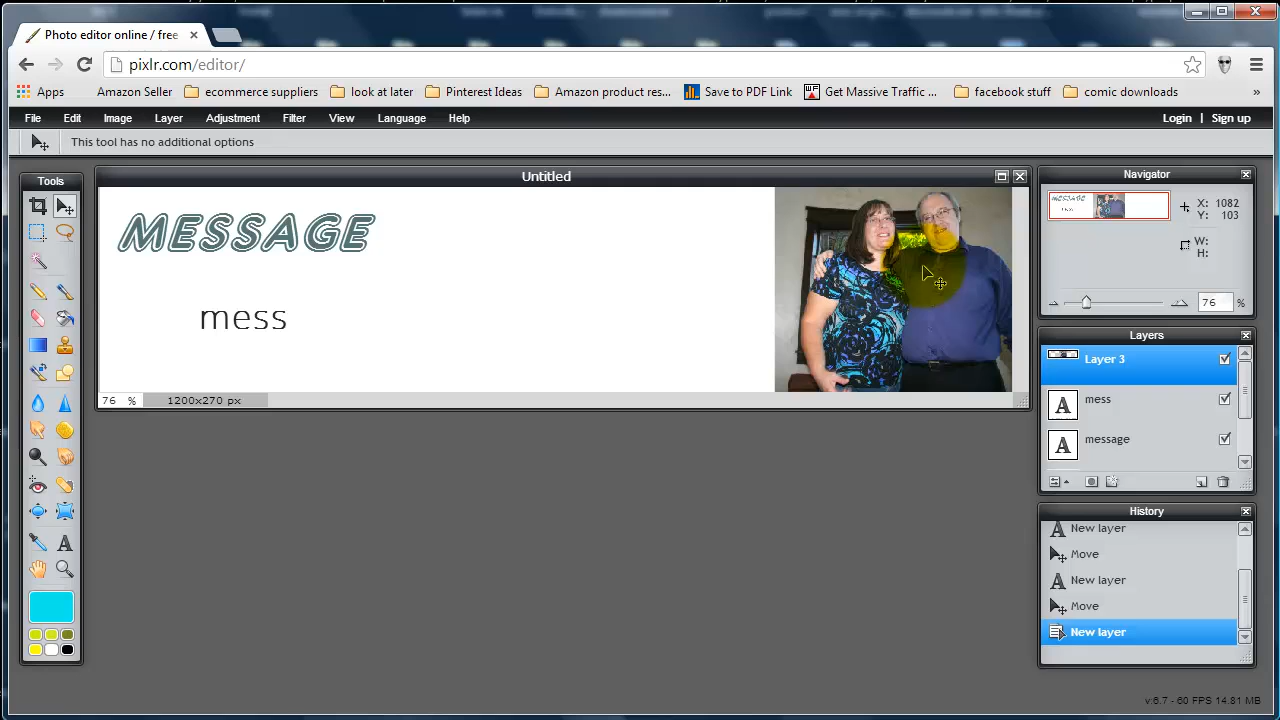 Photo editor online / free
pixlr.com/editor/
Apps Amazon Seller ecommerce suppliers look at later Pinterest Ideas Amazon product res... Save to PDF Link Get Massive Traffic ... facebook stuff comic downloads »
File Edit Image Layer Adjustment Filter View Language Help Login | Sign up
This tool has no additional options
Tools
Untitled
MESSAGE
mess
76 % 1200x270 px
Navigator
X: 1082
Y: 103
W:
H:
76 %
Layers
Layer 3
A mess
A message
History
A New layer
Move
A New layer
Move
New layer
v:6.7 - 60 FPS 14.81 MB